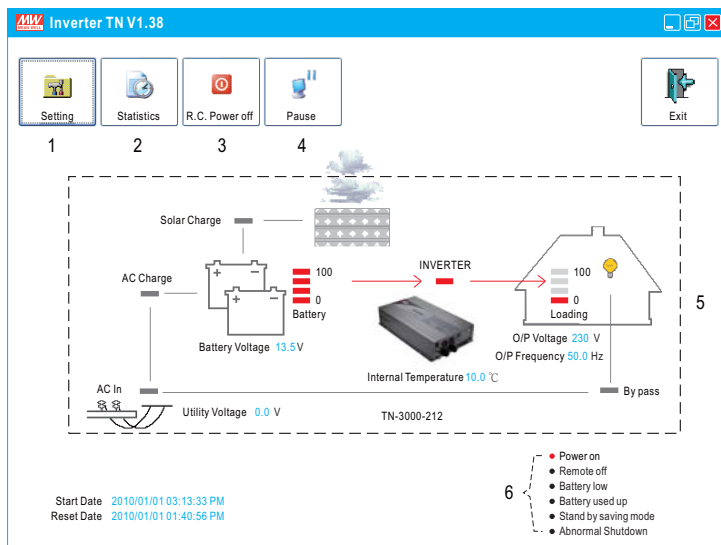 MW MEAN WELL Inverter TN V1.38
Setting Statistics R.C. Power off Pause Exit
1 2 3 4
Solar Charge
AC Charge
+ − + −
100
0
Battery
INVERTER
100
0
Loading
5
Battery Voltage 13.5 V
O/P Voltage 230 V
O/P Frequency 50.0 Hz
Internal Temperature 10.0 ℃
AC In
By pass
Utility Voltage 0.0 V
TN-3000-212
6
Power on
Remote off
Battery low
Battery used up
Stand by saving mode
Abnormal Shutdown
Start Date 2010/01/01 03:13:33 PM
Reset Date 2010/01/01 01:40:56 PM